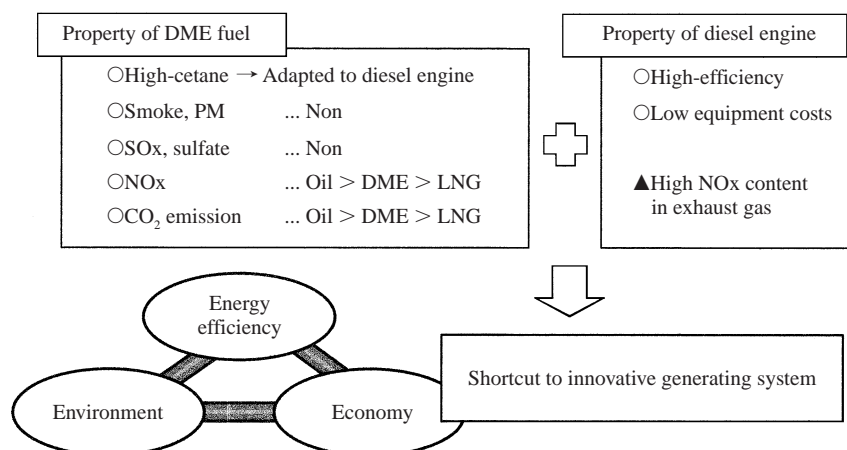 Property of DME fuel
○High-cetane → Adapted to diesel engine
○Smoke, PM ... Non
○SOx, sulfate ... Non
○NOx ... Oil > DME > LNG
○CO₂ emission ... Oil > DME > LNG
Property of diesel engine
○High-efficiency
○Low equipment costs
▲High NOx content
in exhaust gas
Energy
efficiency
Environment
Economy
Shortcut to innovative generating system